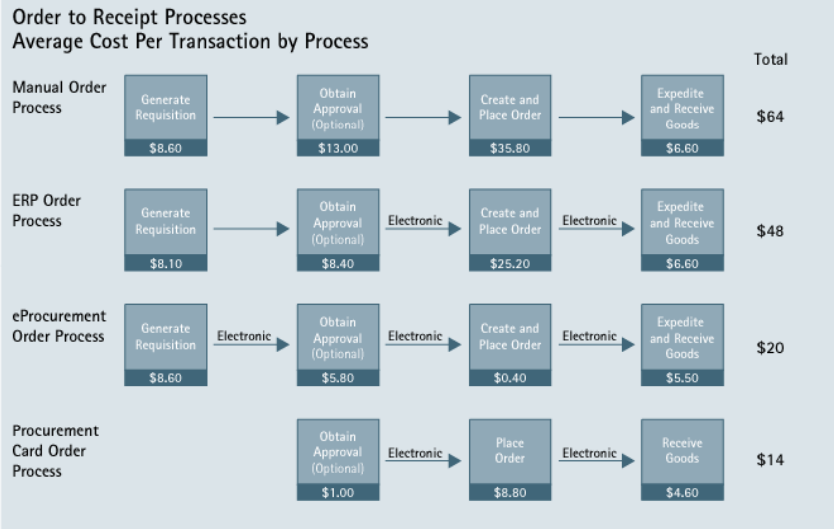 Order to Receipt Processes
Average Cost Per Transaction by Process
Total
Manual Order
Process
Generate
Requisition
$8.60
Obtain
Approval
(Optional)
$13.00
Create and
Place Order
$35.80
Expedite
and Receive
Goods
$6.60
$64
ERP Order
Process
Generate
Requisition
$8.10
Obtain
Approval
(Optional)
$8.40
Electronic
Create and
Place Order
$25.20
Electronic
Expedite
and Receive
Goods
$6.60
$48
eProcurement
Order Process
Generate
Requisition
$8.60
Electronic
Obtain
Approval
(Optional)
$5.80
Electronic
Create and
Place Order
$0.40
Electronic
Expedite
and Receive
Goods
$5.50
$20
Procurement
Card Order
Process
Obtain
Approval
(Optional)
$1.00
Electronic
Place
Order
$8.80
Electronic
Receive
Goods
$4.60
$14